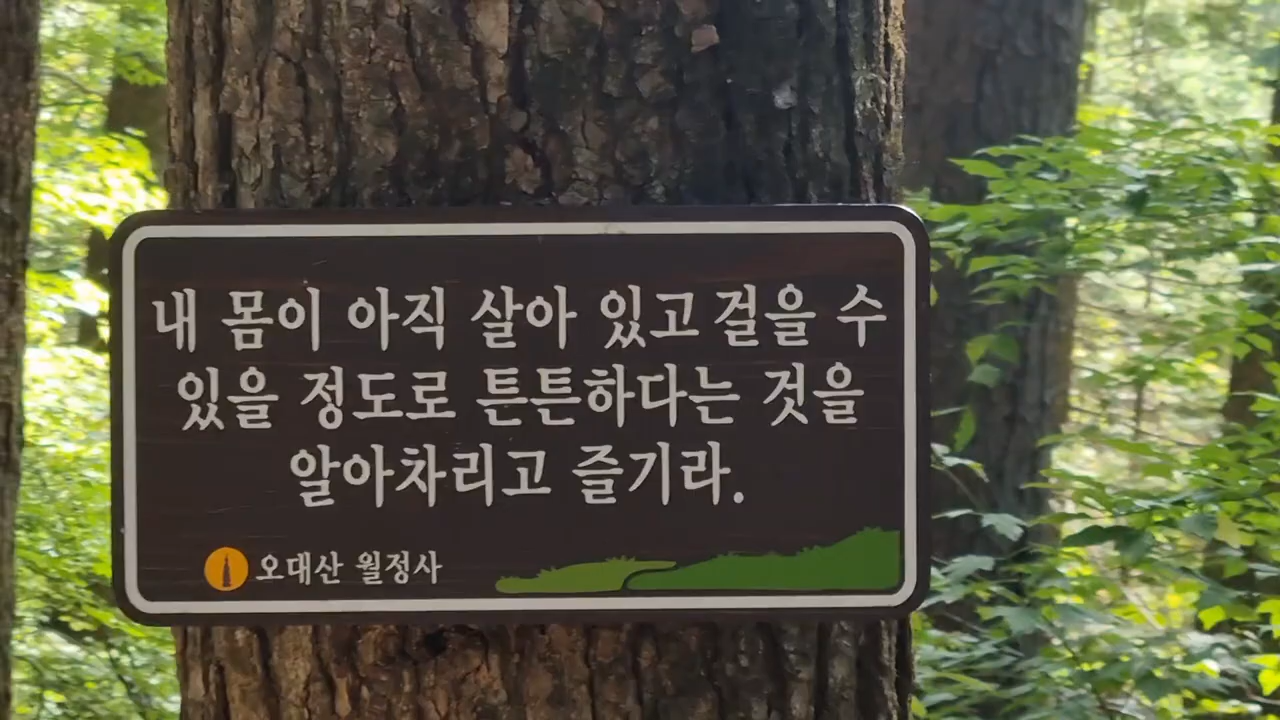 내 몸이 아직 살아 있고 걸을 수
있을 정도로 튼튼하다는 것을
알아차리고 즐기라.
오대산 월정사